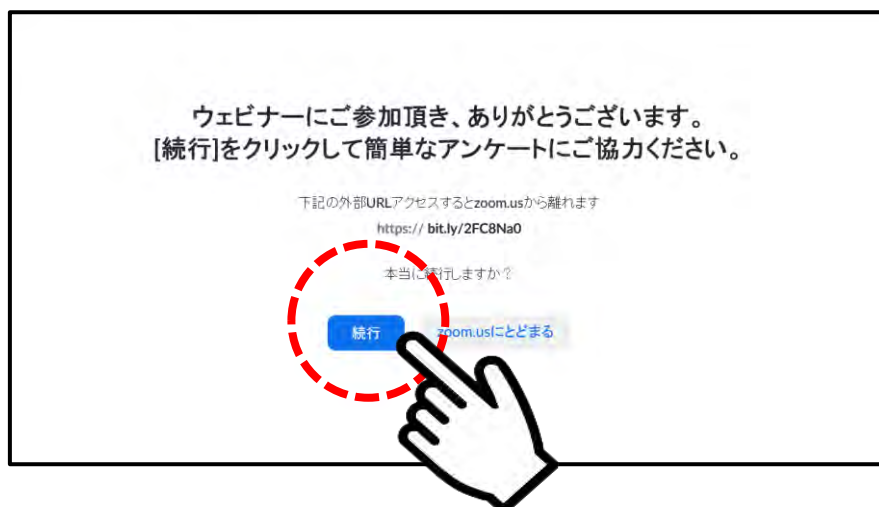 ウェビナーにご参加頂き、ありがとうございます。
[続行]をクリックして簡単なアンケートにご協力ください。
下記の外部URLアクセスするとzoom.usから離れます
https:// bit.ly/2FC8Na0
本当に続行しますか？
続行
zoom.usにとどまる